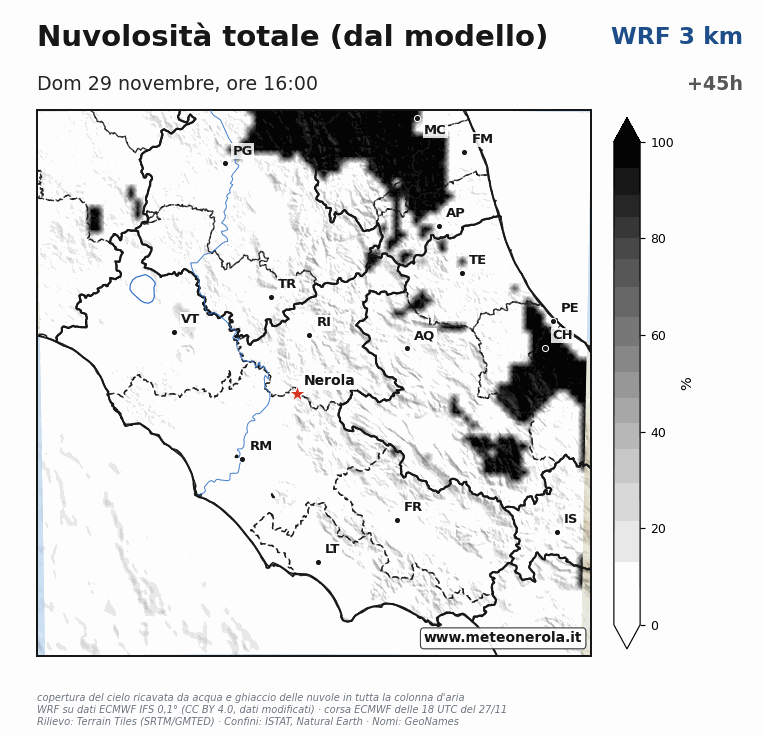 Nuvolosità totale (dal modello)
WRF 3 km
Dom 29 novembre, ore 16:00
+45h
MC
FM
PG
AP
TE
TR
PE
VT
RI
AQ
CH
Nerola
RM
FR
IS
LT
www.meteonerola.it
100
80
60
40
20
0
%
copertura del cielo ricavata da acqua e ghiaccio delle nuvole in tutta la colonna d'aria
WRF su dati ECMWF IFS 0,1° (CC BY 4.0, dati modificati) · corsa ECMWF delle 18 UTC del 27/11
Rilievo: Terrain Tiles (SRTM/GMTED) · Confini: ISTAT, Natural Earth · Nomi: GeoNames